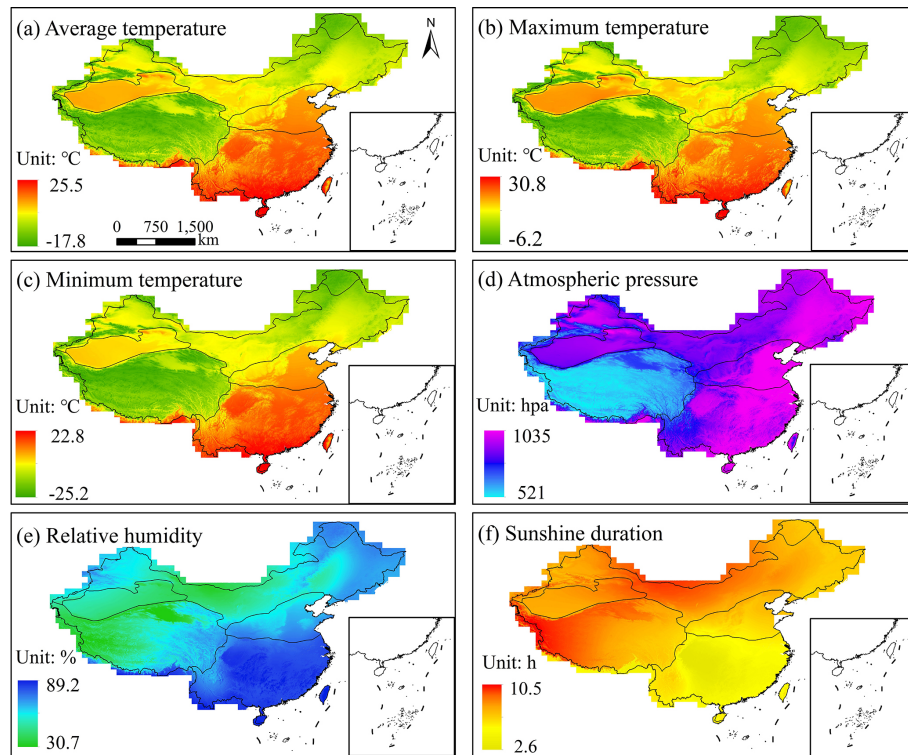 (a) Average temperature
N
Unit: °C
25.5
-17.8
0 750 1,500
km
(b) Maximum temperature
Unit: °C
30.8
-6.2
(c) Minimum temperature
Unit: °C
22.8
-25.2
(d) Atmospheric pressure
Unit: hpa
1035
521
(e) Relative humidity
Unit: %
89.2
30.7
(f) Sunshine duration
Unit: h
10.5
2.6